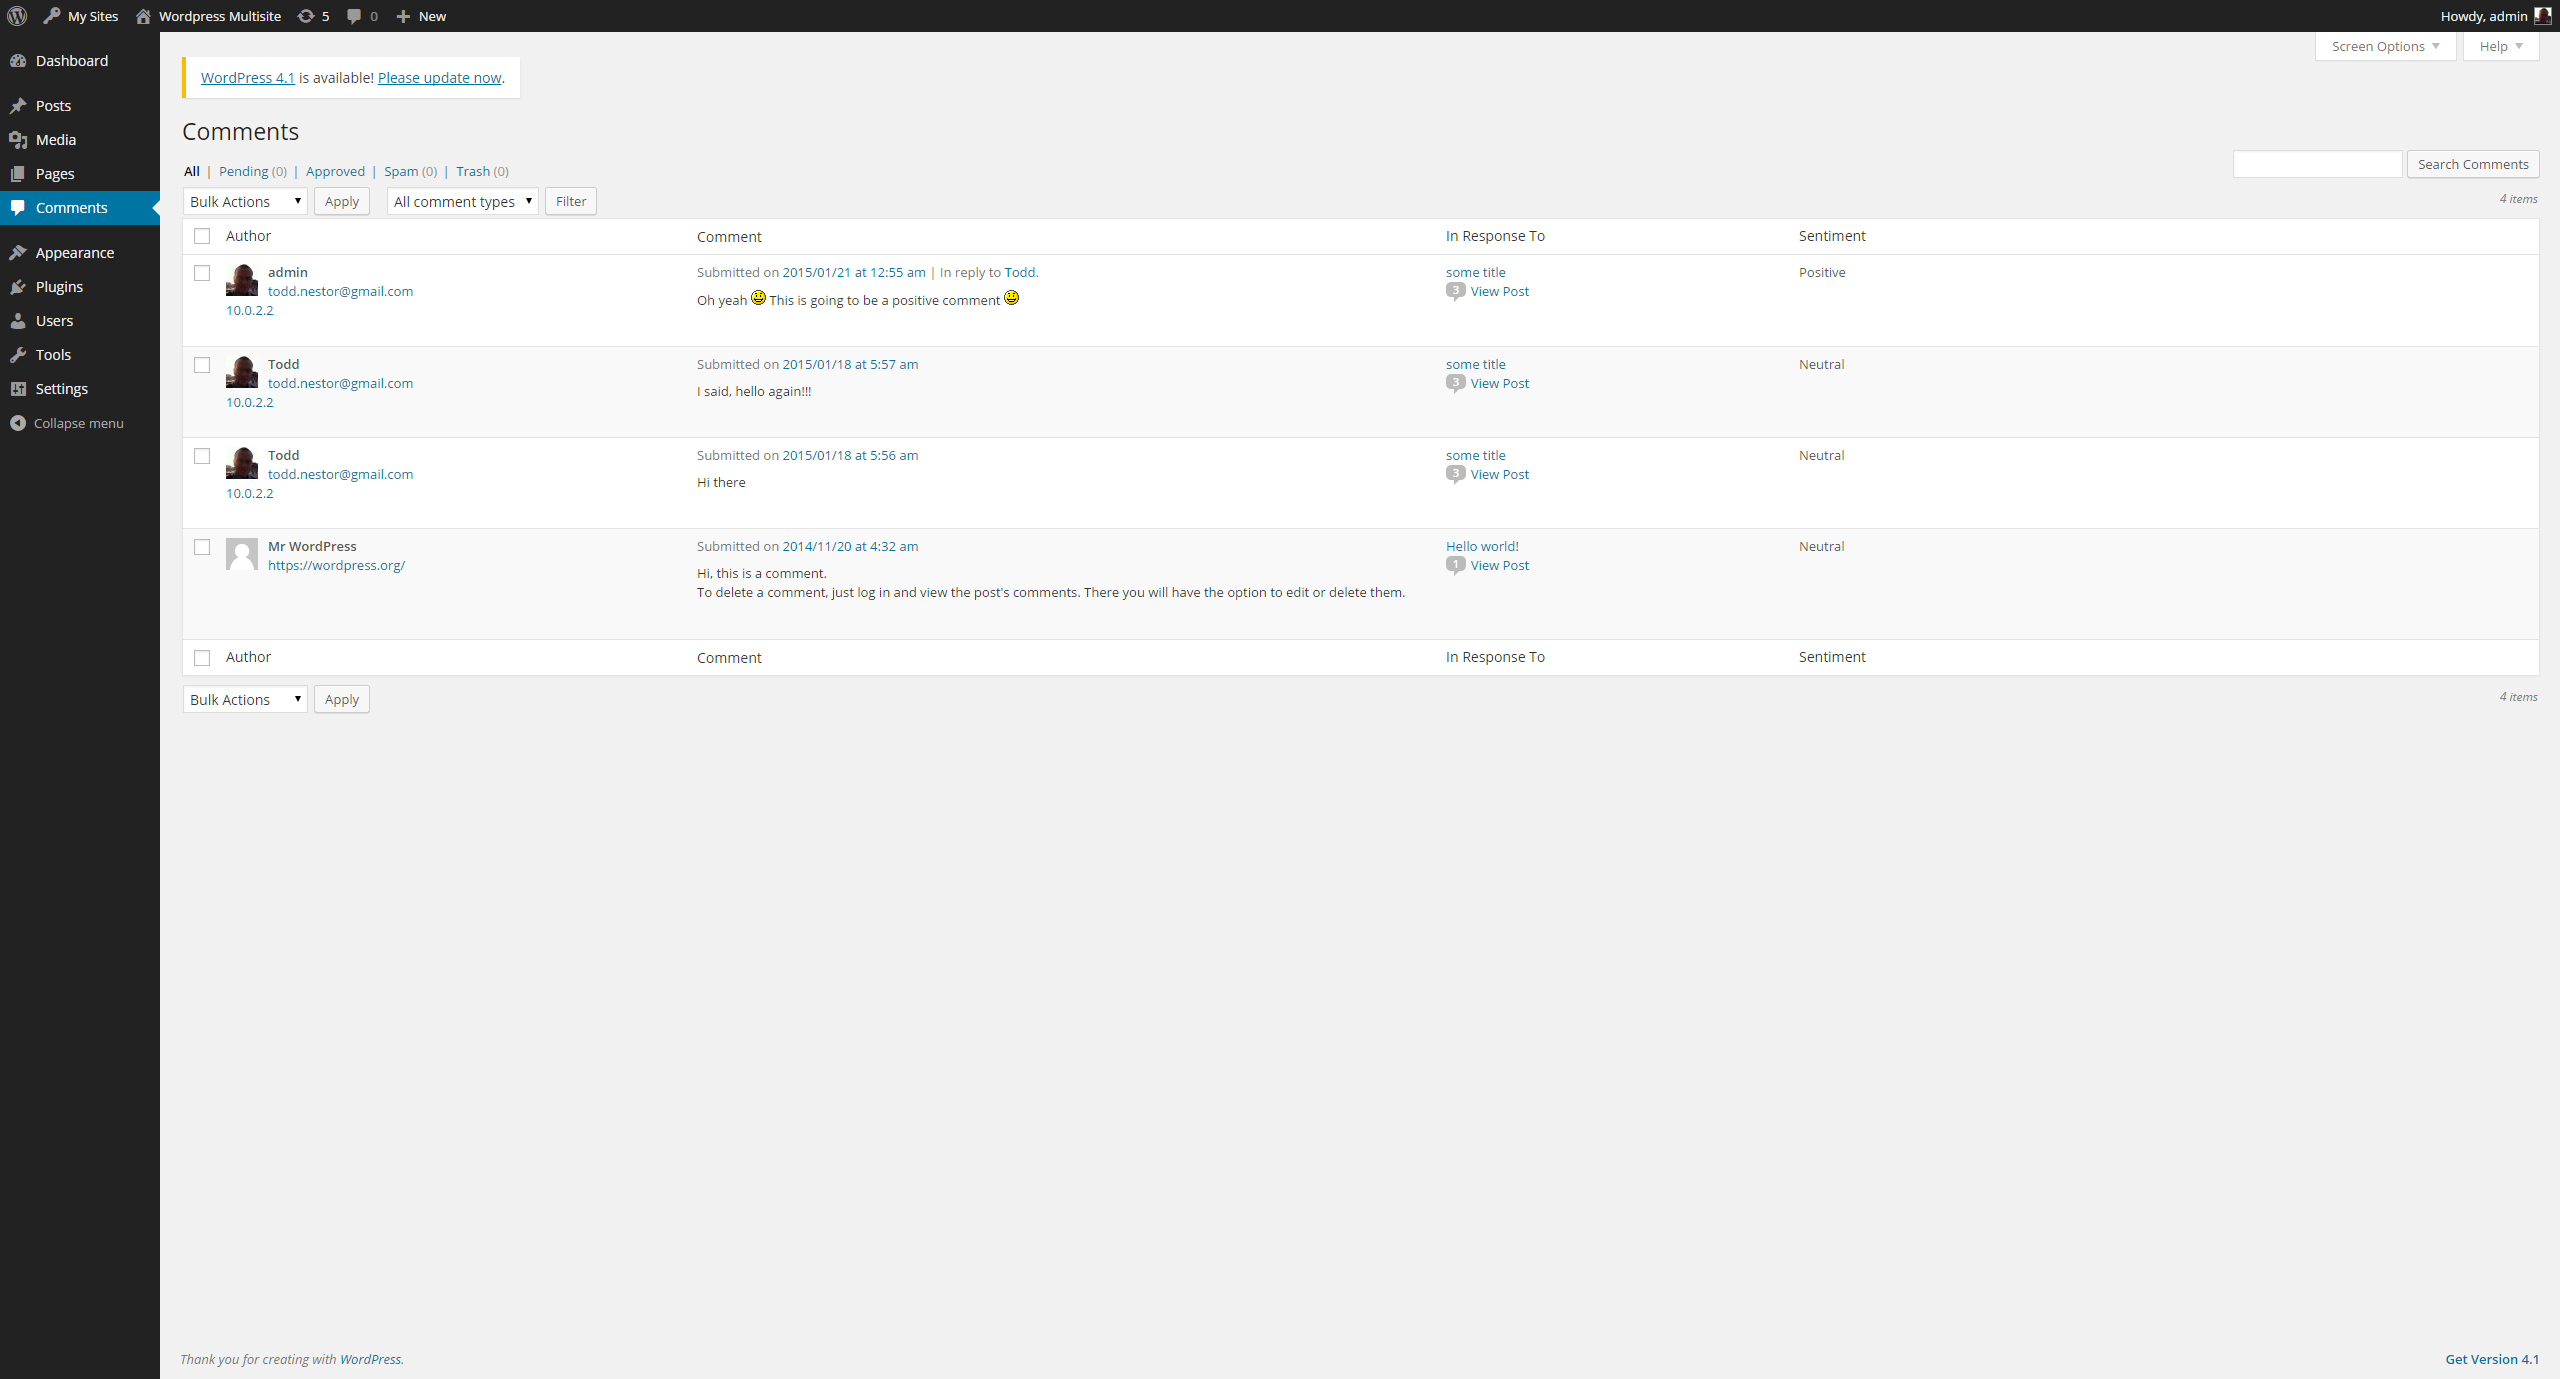 My Sites Wordpress Multisite 5 0 New Howdy, admin
Screen Options Help
Dashboard
Posts
Media
Pages
Comments
Appearance
Plugins
Users
Tools
Settings
Collapse menu
WordPress 4.1 is available! Please update now.
Comments
All | Pending (0) | Approved | Spam (0) | Trash (0)
Search Comments
Bulk Actions Apply All comment types Filter 4 items
Author Comment In Response To Sentiment
admin Submitted on 2015/01/21 at 12:55 am | In reply to Todd. some title Positive
todd.nestor@gmail.com 3 View Post
Oh yeah This is going to be a positive comment
10.0.2.2
Todd Submitted on 2015/01/18 at 5:57 am some title Neutral
todd.nestor@gmail.com 3 View Post
I said, hello again!!!
10.0.2.2
Todd Submitted on 2015/01/18 at 5:56 am some title Neutral
todd.nestor@gmail.com 3 View Post
Hi there
10.0.2.2
Mr WordPress Submitted on 2014/11/20 at 4:32 am Hello world! Neutral
https://wordpress.org/ 1 View Post
Hi, this is a comment.
To delete a comment, just log in and view the post's comments. There you will have the option to edit or delete them.
Author Comment In Response To Sentiment
Bulk Actions Apply 4 items
Thank you for creating with WordPress. Get Version 4.1